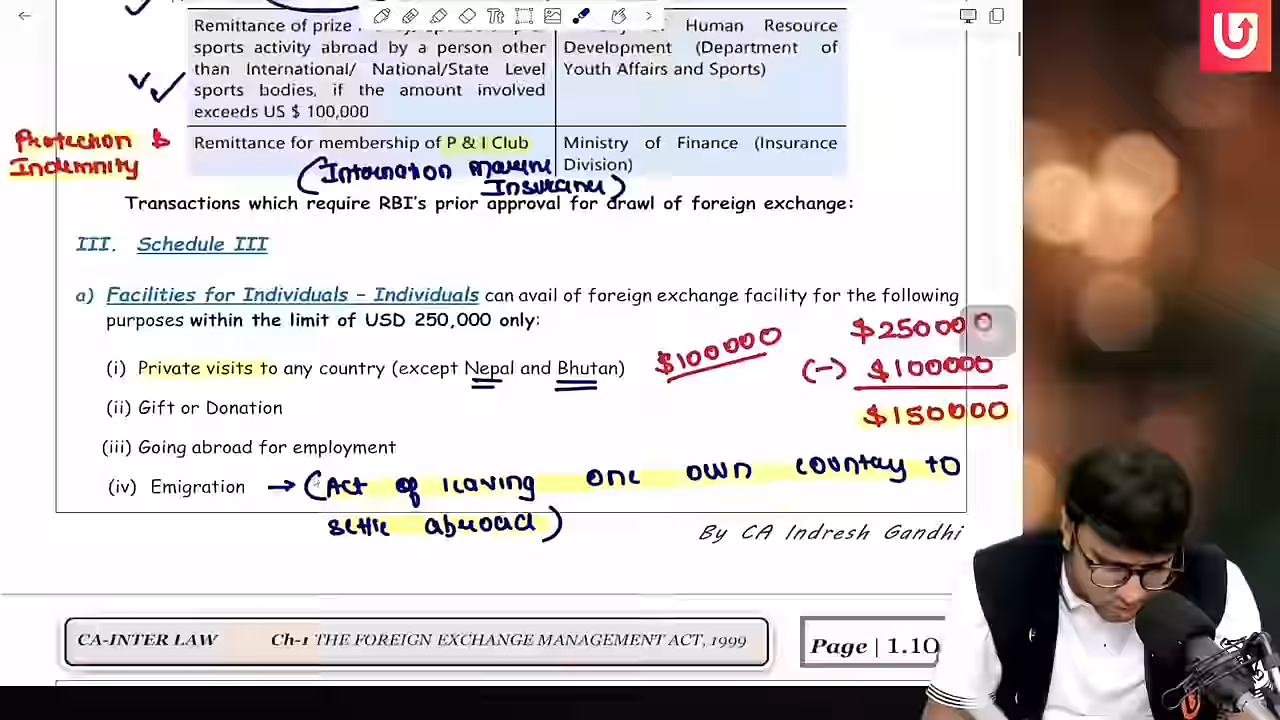 Remittance of prize
sports activity abroad by a person other
than International/ National/State Level
sports bodies, if the amount involved
exceeds US $ 100,000
Human Resource
Development (Department of
Youth Affairs and Sports)
Protection &
Indemnity
Remittance for membership of P & I Club
Ministry of Finance (Insurance
Division)
(Internation marine
Insurance)
Transactions which require RBI's prior approval for drawl of foreign exchange:
III. Schedule III
a) Facilities for Individuals – Individuals can avail of foreign exchange facility for the following
purposes within the limit of USD 250,000 only:
(i) Private visits to any country (except Nepal and Bhutan)
$100000
$250000
(-) $100000
$150000
(ii) Gift or Donation
(iii) Going abroad for employment
(iv) Emigration → (Act of leaving one own country to
settle abroad)
By CA Indresh Gandhi
CA-INTER LAW Ch-1 THE FOREIGN EXCHANGE MANAGEMENT ACT, 1999
Page | 1.10